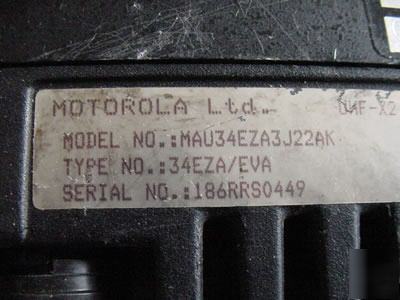 MOTOROLA Ltd.
MODEL NO.:MAU34EZA3J22AK
TYPE NO.:34EZA/EVA
SERIAL NO.:186RRS0449